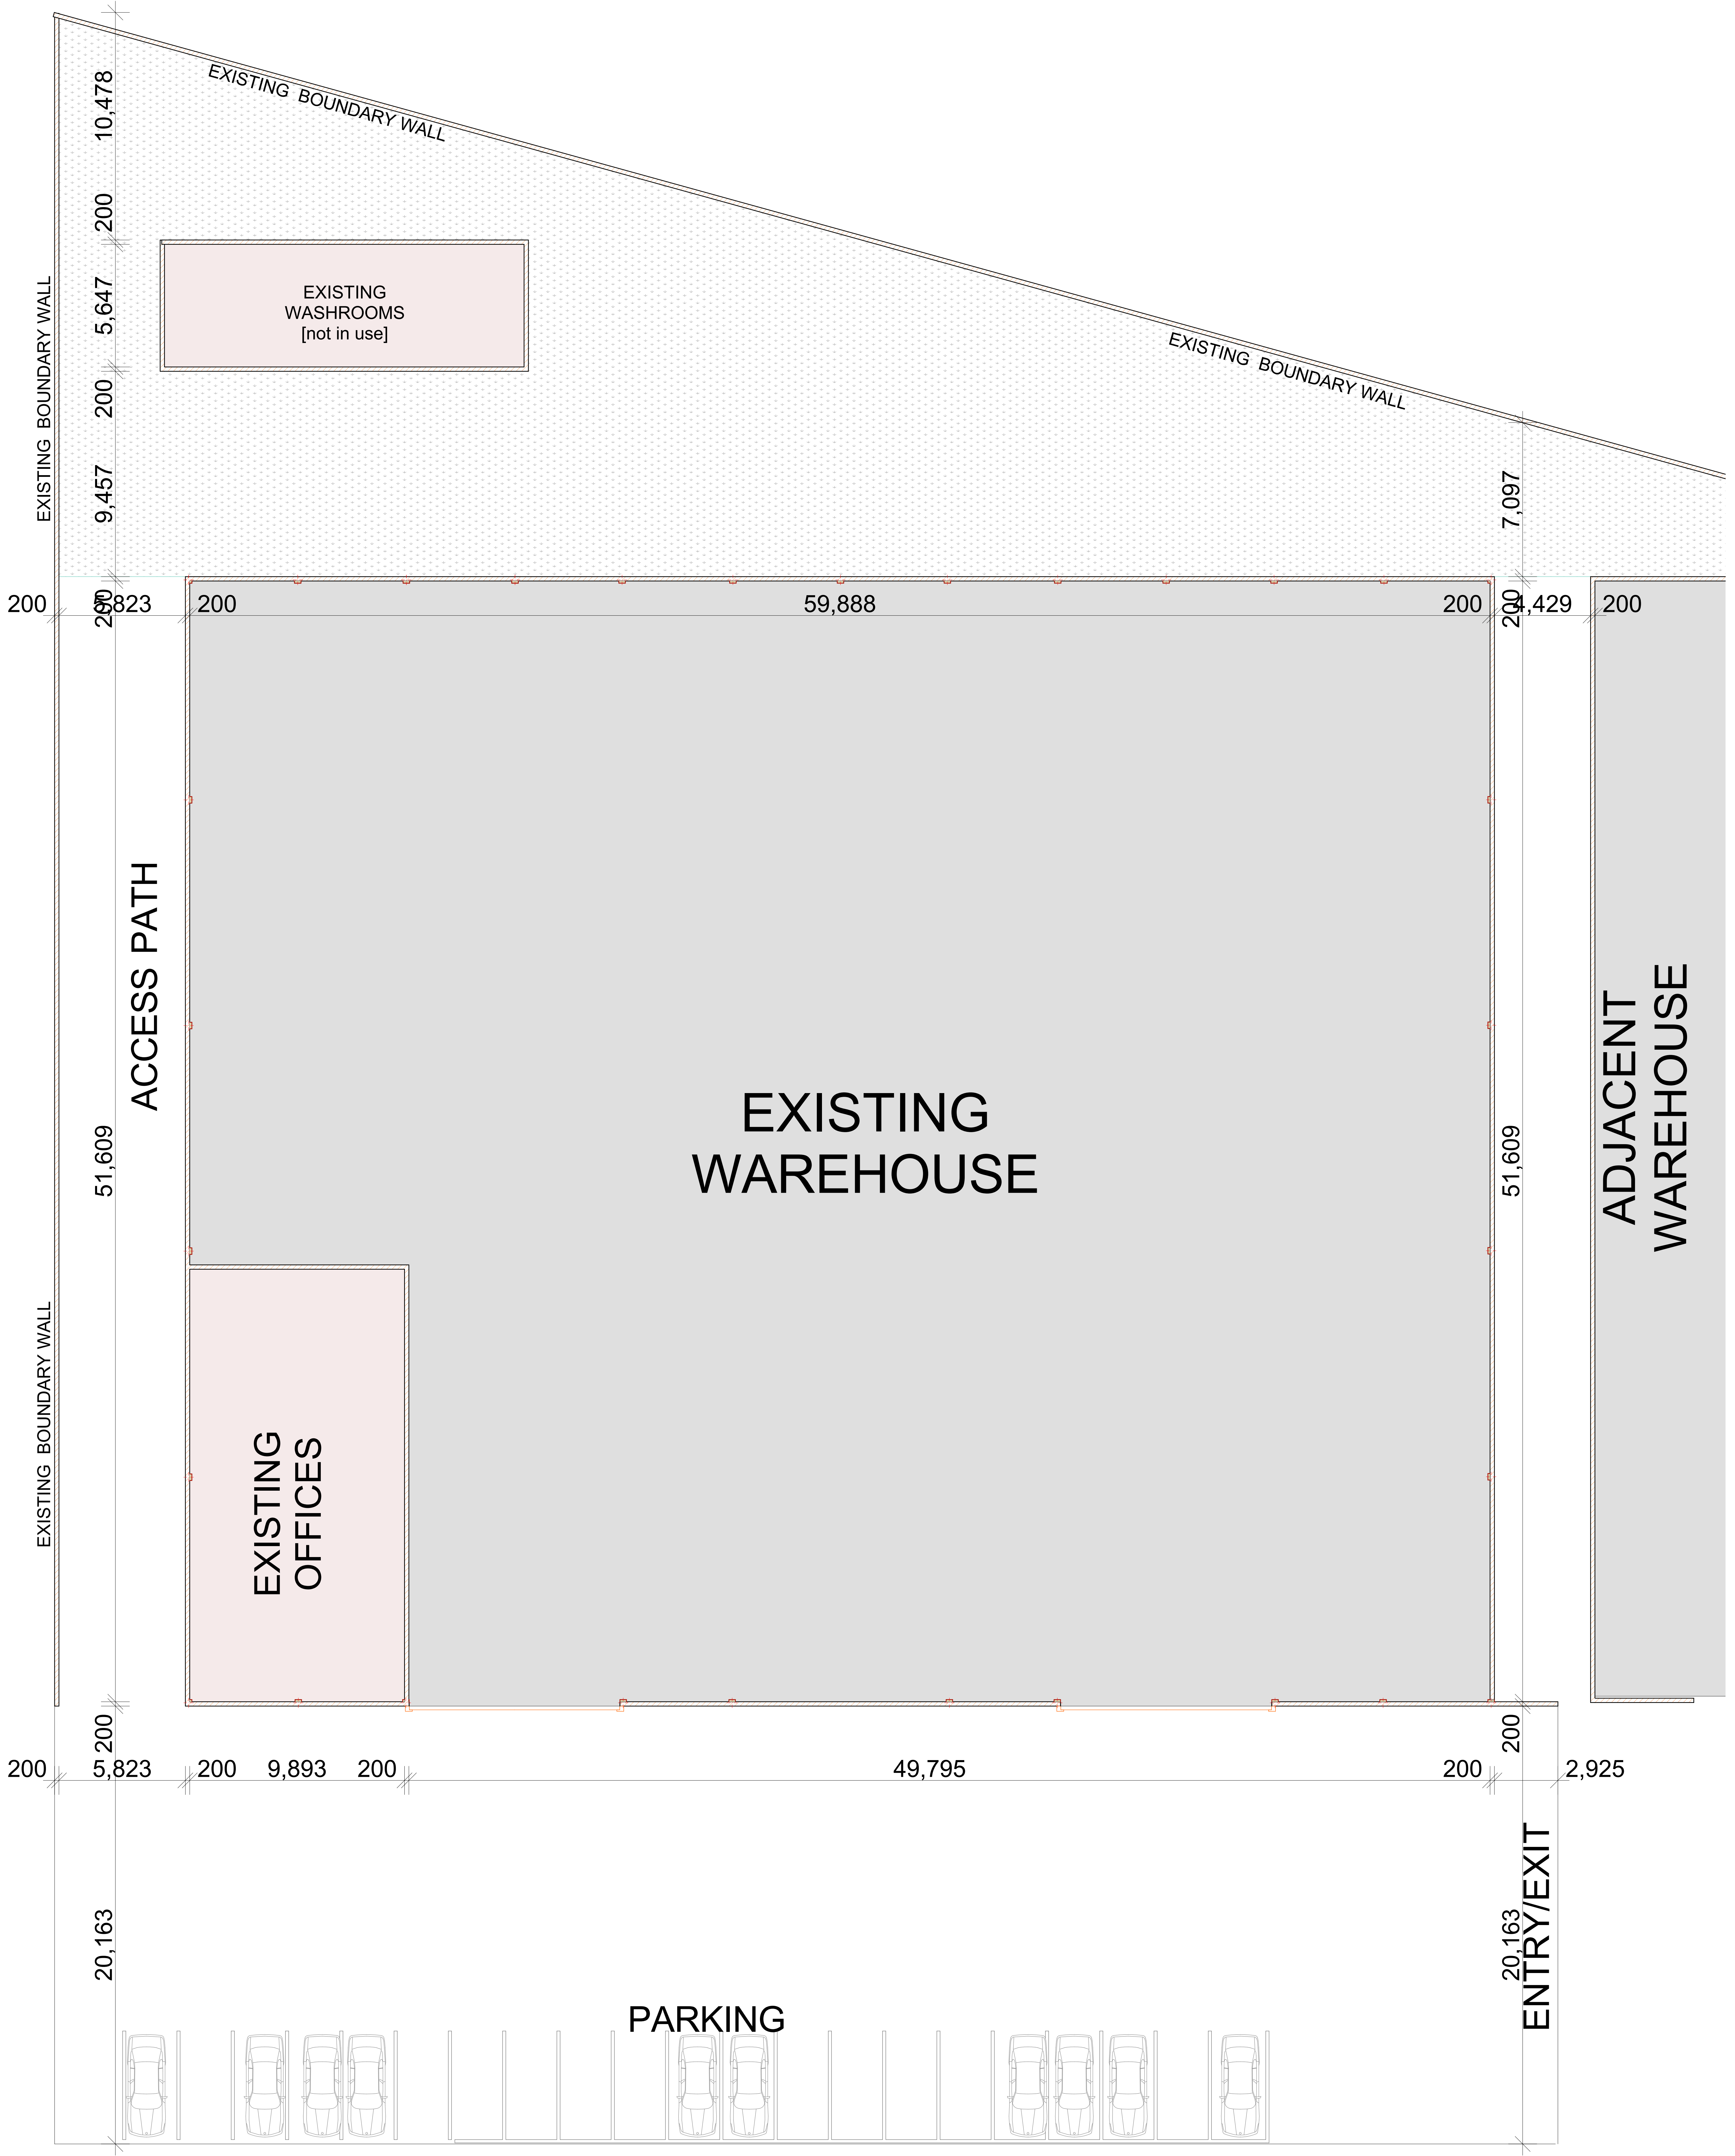 10,478
EXISTING BOUNDARY WALL
200
EXISTING
WASHROOMS
[not in use]
5,647
EXISTING BOUNDARY WALL
EXISTING BOUNDARY WALL
200
9,457
7,097
200
5,823
200
200
59,888
200
200
4,429
200
ACCESS PATH
EXISTING
WAREHOUSE
51,609
51,609
ADJACENT
WAREHOUSE
EXISTING BOUNDARY WALL
EXISTING
OFFICES
200
200
200
5,823
200
9,893
200
49,795
200
2,925
20,163
20,163
ENTRY/EXIT
PARKING